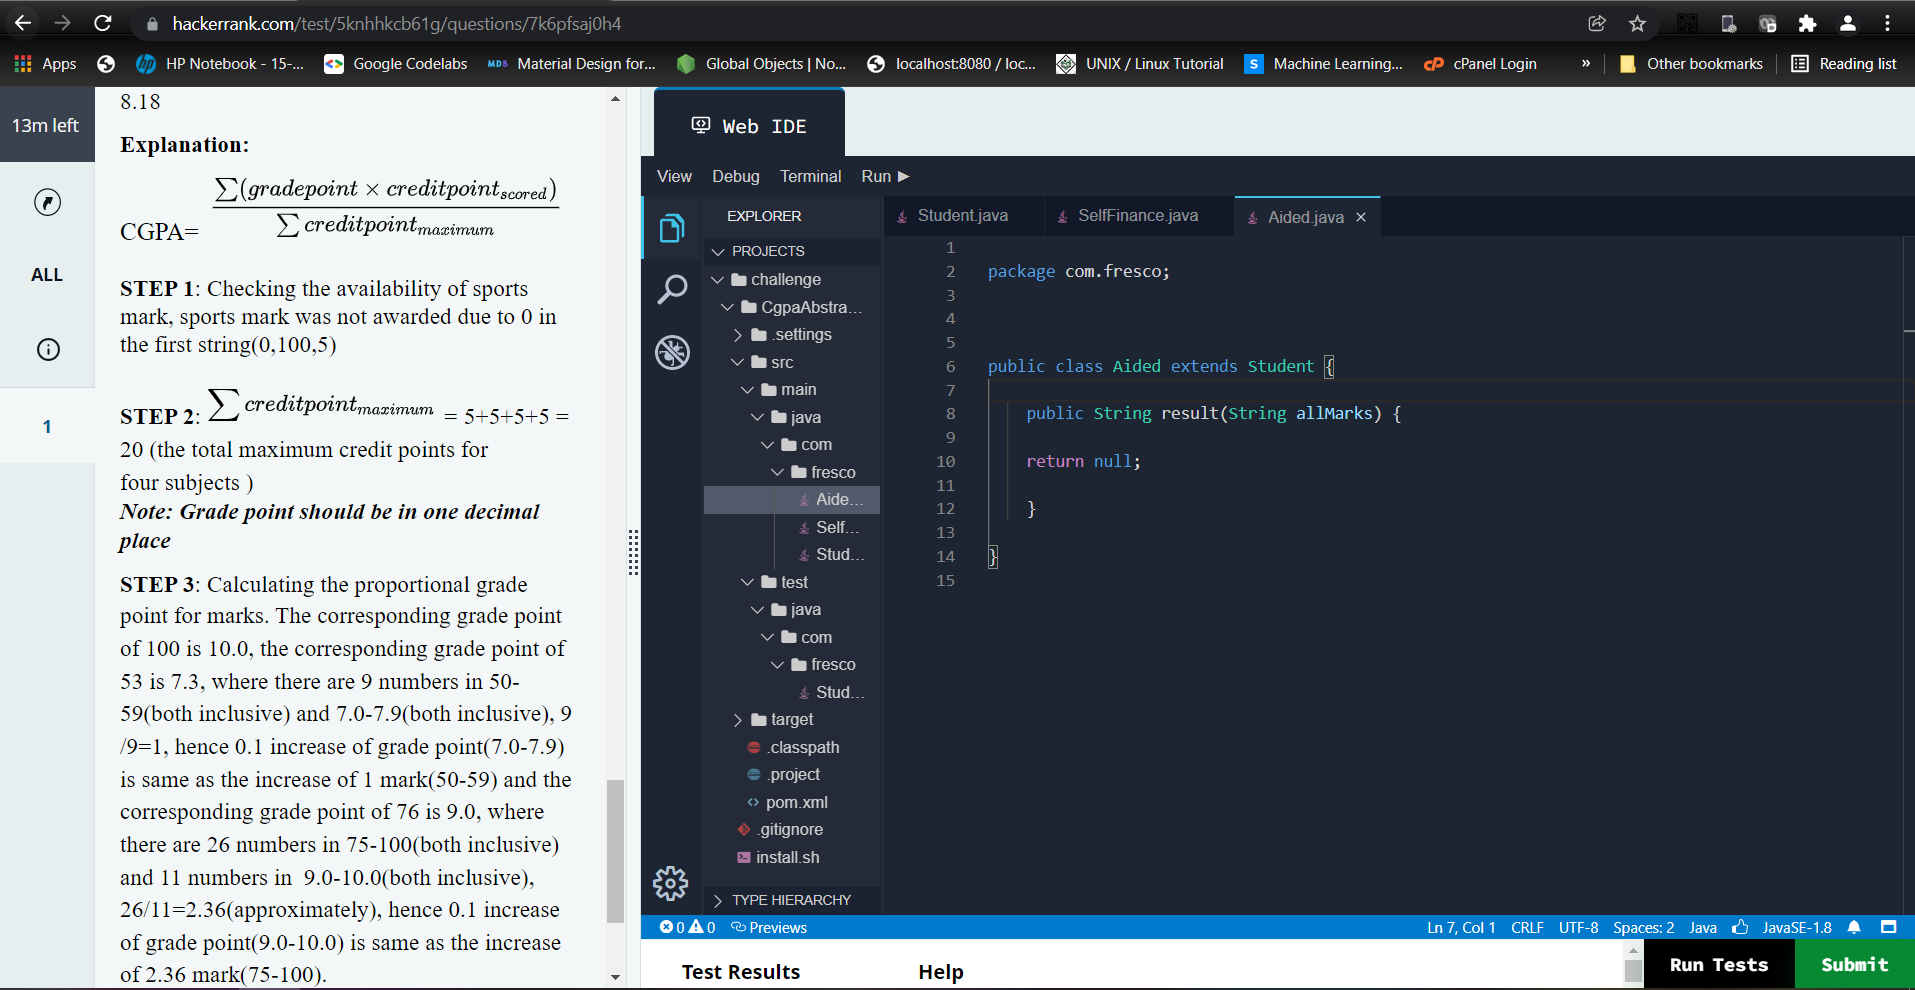 hackerrank.com/test/5knhhkcb61g/questions/7k6pfsaj0h4
Apps
HP Notebook - 15-...
Google Codelabs
MDB
Material Design for...
Global Objects | No...
localhost:8080 / loc...
UNIX / Linux Tutorial
S
Machine Learning...
cP
cPanel Login
»
Other bookmarks
Reading list
13m left
ALL
1
8.18
Explanation:
CGPA= ∑(gradepoint × creditpoint scored)
∑ creditpoint maximum
STEP 1: Checking the availability of sports
mark, sports mark was not awarded due to 0 in
the first string(0,100,5)
STEP 2: ∑ creditpoint maximum = 5+5+5+5 =
20 (the total maximum credit points for
four subjects )
Note: Grade point should be in one decimal
place
STEP 3: Calculating the proportional grade
point for marks. The corresponding grade point
of 100 is 10.0, the corresponding grade point of
53 is 7.3, where there are 9 numbers in 50-
59(both inclusive) and 7.0-7.9(both inclusive), 9
/9=1, hence 0.1 increase of grade point(7.0-7.9)
is same as the increase of 1 mark(50-59) and the
corresponding grade point of 76 is 9.0, where
there are 26 numbers in 75-100(both inclusive)
and 11 numbers in  9.0-10.0(both inclusive),
26/11=2.36(approximately), hence 0.1 increase
of grade point(9.0-10.0) is same as the increase
of 2.36 mark(75-100).
Web IDE
View Debug Terminal Run ▶
EXPLORER
PROJECTS
challenge
CgpaAbstra...
.settings
src
main
java
com
fresco
Aide...
Self...
Stud...
test
java
com
fresco
Stud...
target
.classpath
.project
pom.xml
.gitignore
install.sh
TYPE HIERARCHY
Student.java
SelfFinance.java
Aided.java ×
1
2 package com.fresco;
3
4
5
6 public class Aided extends Student {
7
8 public String result(String allMarks) {
9
10 return null;
11
12 }
13
14 }
15
0 0 Previews
Ln 7, Col 1 CRLF UTF-8 Spaces: 2 Java JavaSE-1.8
Test Results
Help
Run Tests
Submit